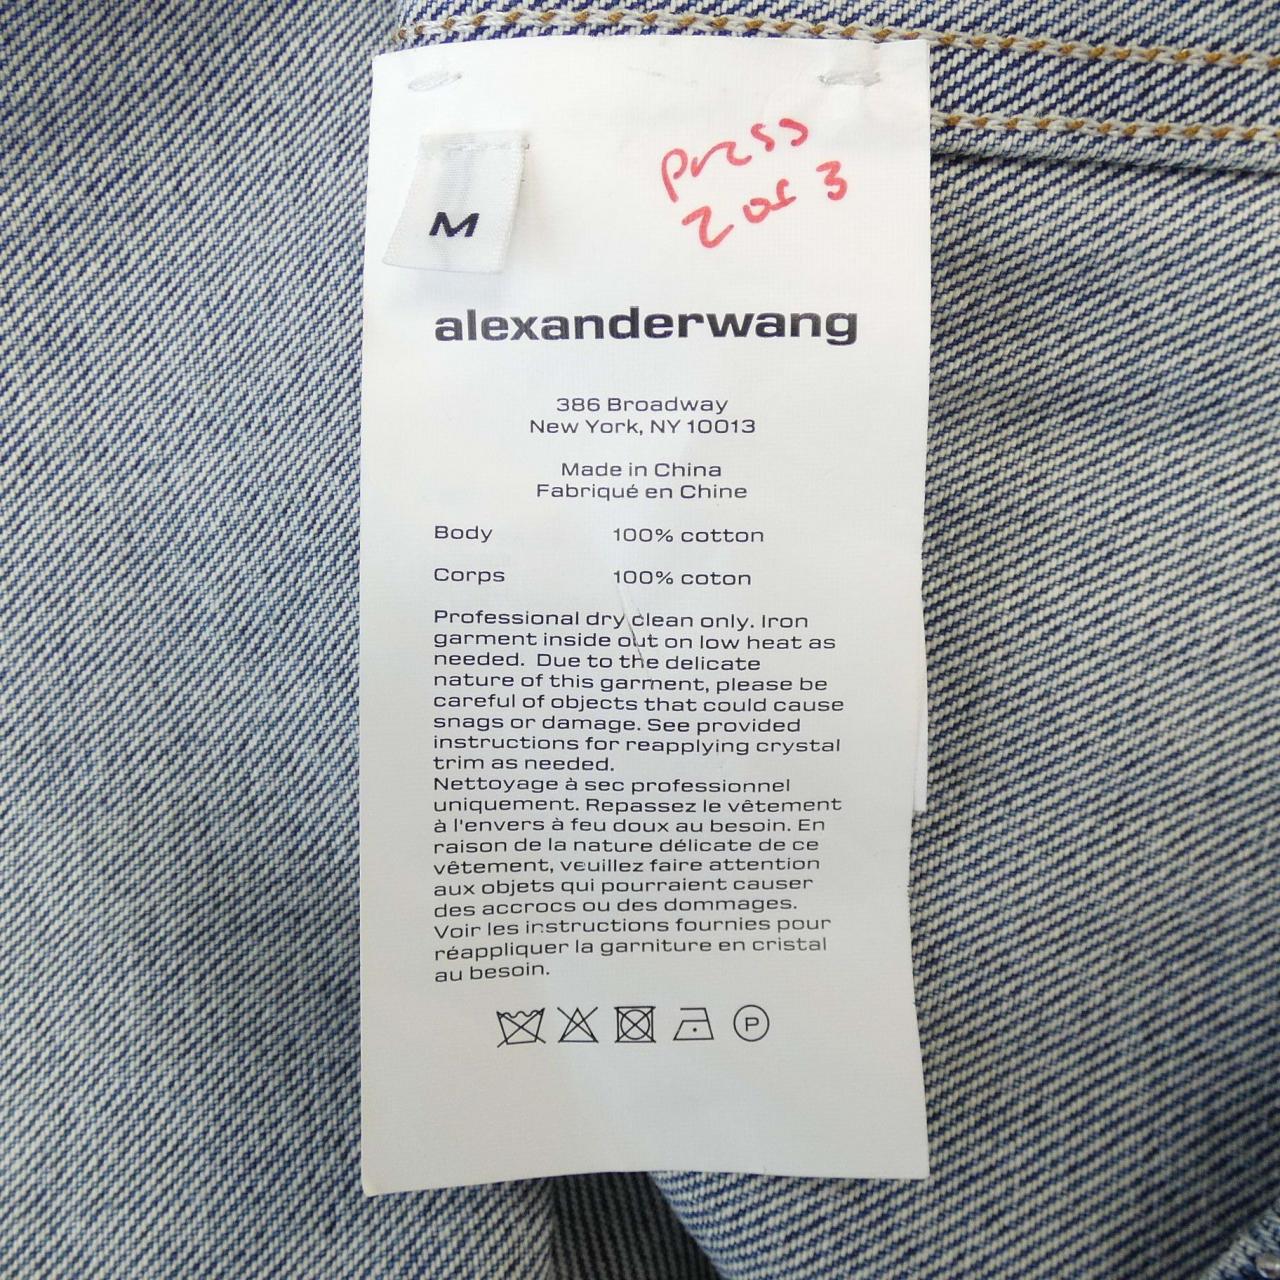 press
2 of 3
M
alexanderwang
386 Broadway
New York, NY 10013
Made in China
Fabriqué en Chine
Body 100% cotton
Corps 100% coton
Professional dry clean only. Iron
garment inside out on low heat as
needed. Due to the delicate
nature of this garment, please be
careful of objects that could cause
snags or damage. See provided
instructions for reapplying crystal
trim as needed.
Nettoyage à sec professionnel
uniquement. Repassez le vêtement
à l'envers à feu doux au besoin. En
raison de la nature délicate de ce
vêtement, veuillez faire attention
aux objets qui pourraient causer
des accrocs ou des dommages.
Voir les instructions fournies pour
réappliquer la garniture en cristal
au besoin.
P